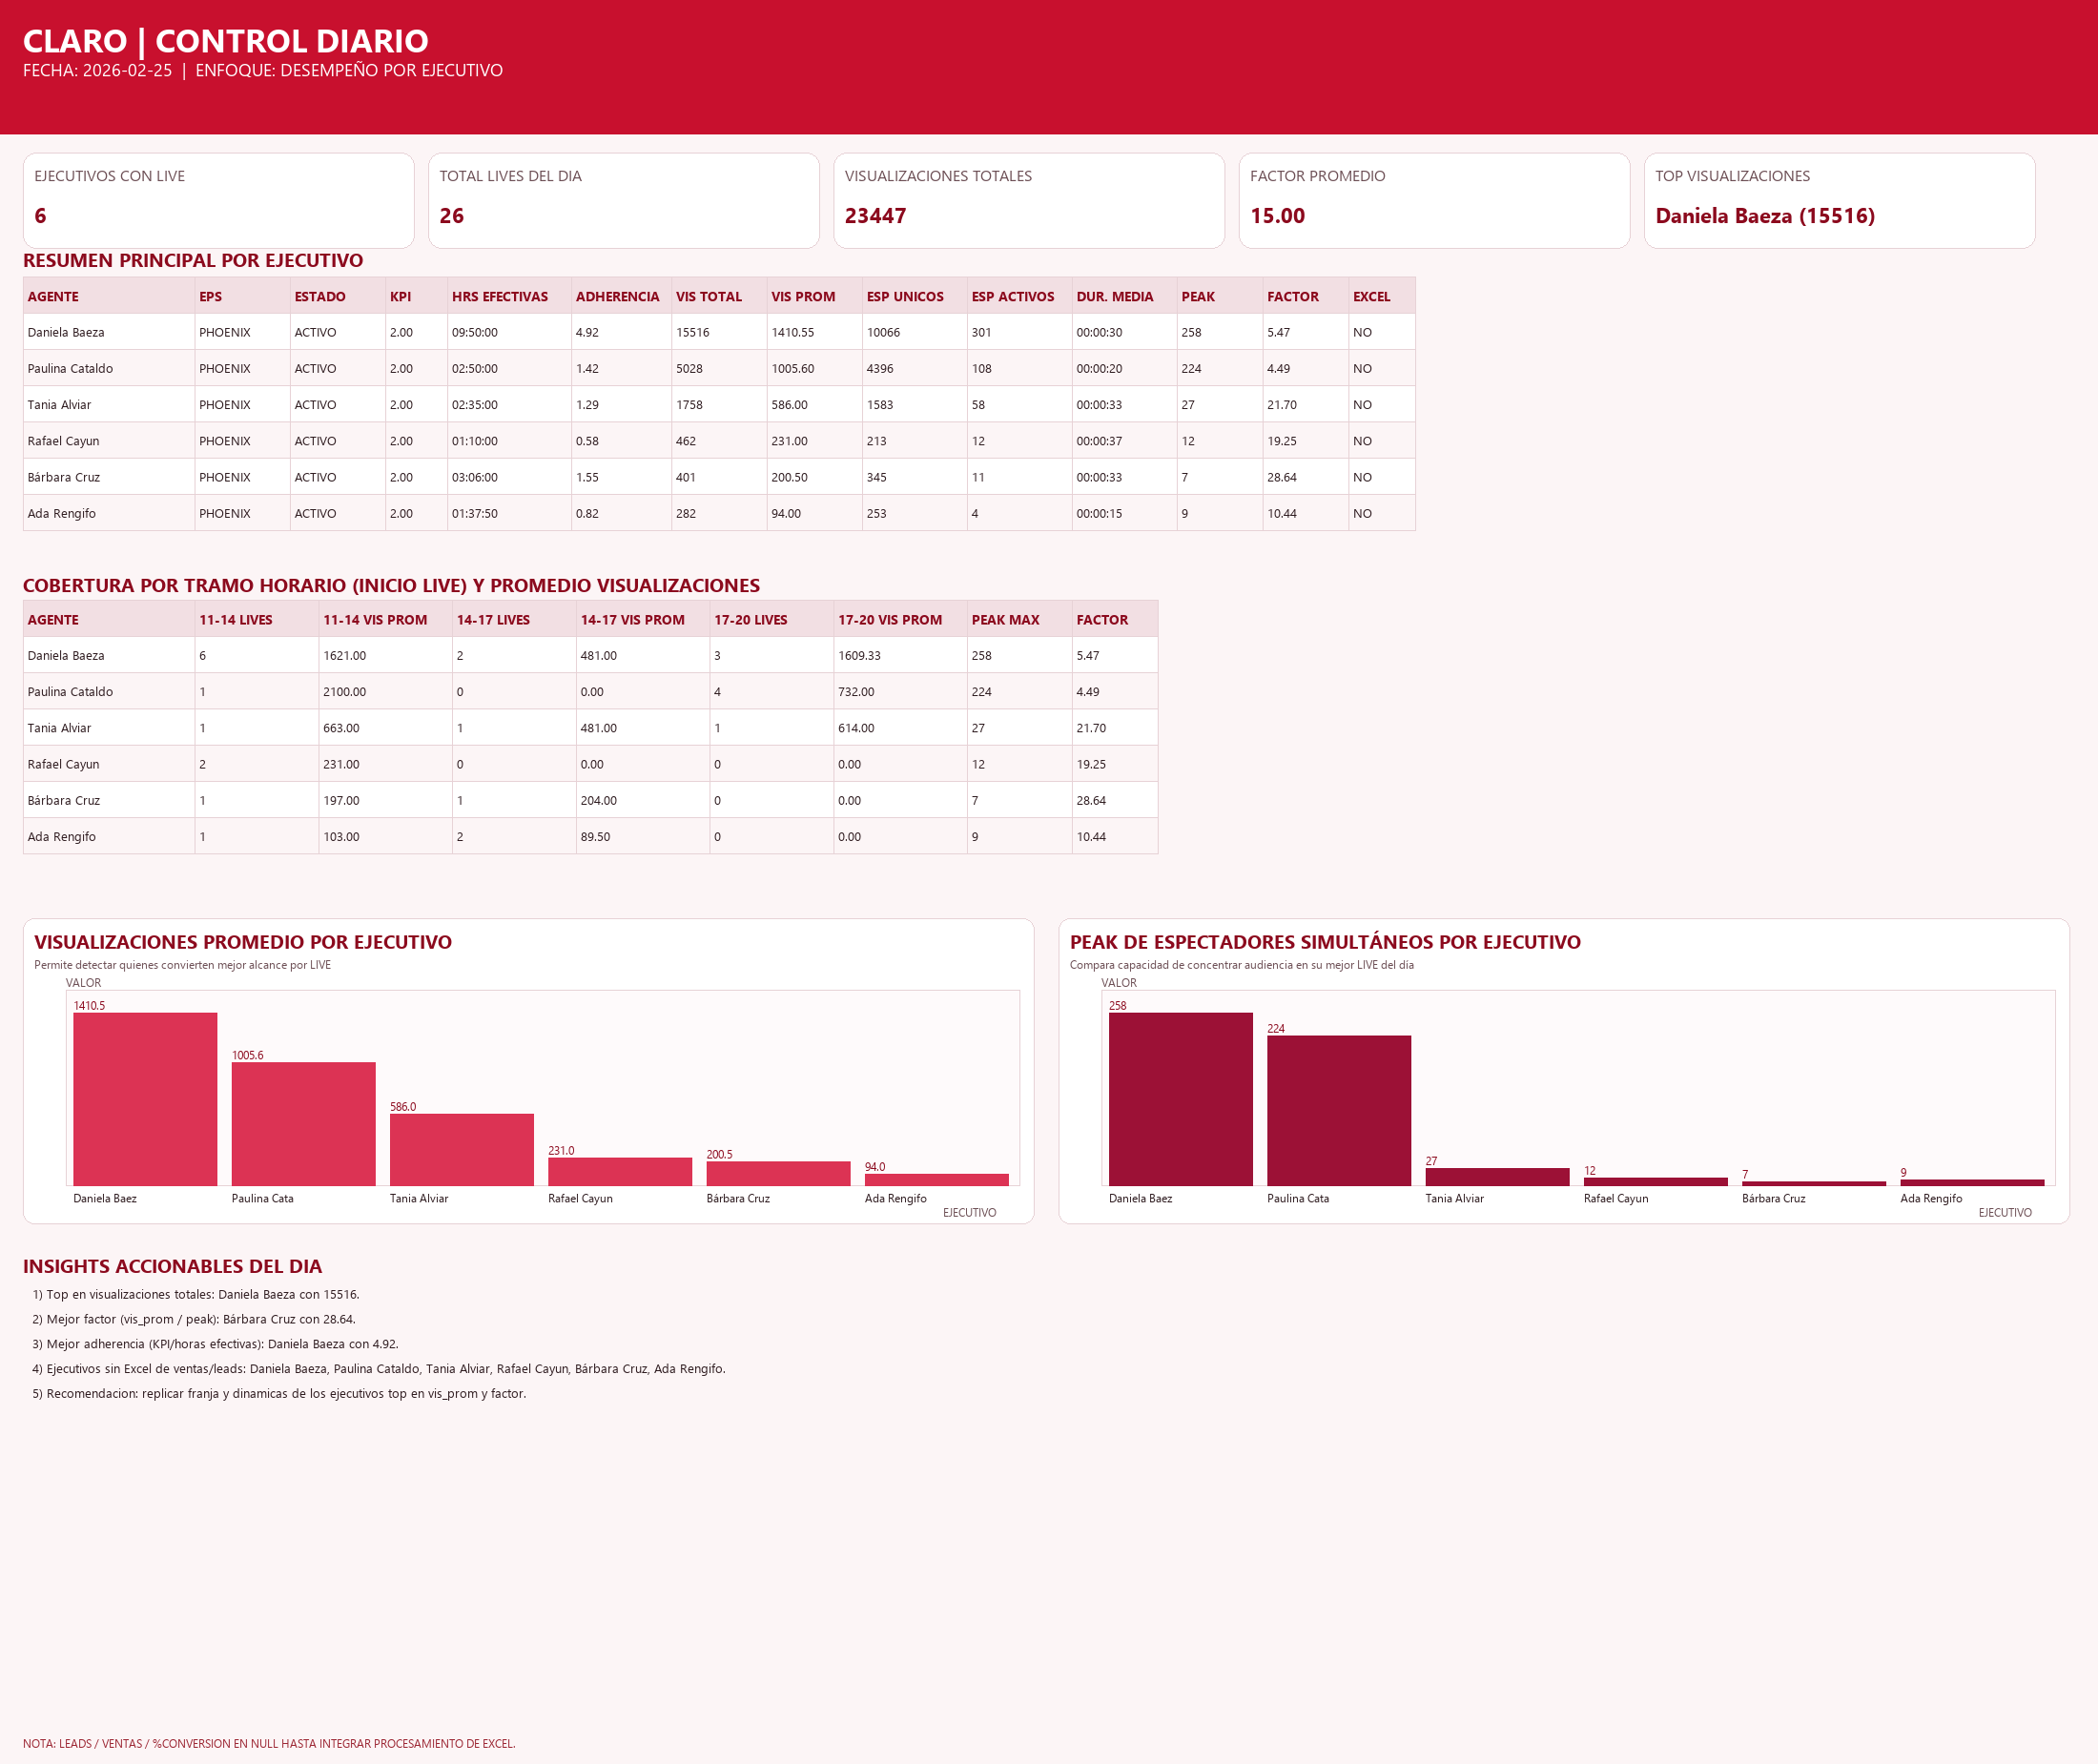 CLARO | CONTROL DIARIO
FECHA: 2026-02-25 | ENFOQUE: DESEMPEÑO POR EJECUTIVO
EJECUTIVOS CON LIVE
6
TOTAL LIVES DEL DIA
26
VISUALIZACIONES TOTALES
23447
FACTOR PROMEDIO
15.00
TOP VISUALIZACIONES
Daniela Baeza (15516)
RESUMEN PRINCIPAL POR EJECUTIVO
AGENTE EPS ESTADO KPI HRS EFECTIVAS ADHERENCIA VIS TOTAL VIS PROM ESP UNICOS ESP ACTIVOS DUR. MEDIA PEAK FACTOR EXCEL
Daniela Baeza PHOENIX ACTIVO 2.00 09:50:00 4.92 15516 1410.55 10066 301 00:00:30 258 5.47 NO
Paulina Cataldo PHOENIX ACTIVO 2.00 02:50:00 1.42 5028 1005.60 4396 108 00:00:20 224 4.49 NO
Tania Alviar PHOENIX ACTIVO 2.00 02:35:00 1.29 1758 586.00 1583 58 00:00:33 27 21.70 NO
Rafael Cayun PHOENIX ACTIVO 2.00 01:10:00 0.58 462 231.00 213 12 00:00:37 12 19.25 NO
Bárbara Cruz PHOENIX ACTIVO 2.00 03:06:00 1.55 401 200.50 345 11 00:00:33 7 28.64 NO
Ada Rengifo PHOENIX ACTIVO 2.00 01:37:50 0.82 282 94.00 253 4 00:00:15 9 10.44 NO
COBERTURA POR TRAMO HORARIO (INICIO LIVE) Y PROMEDIO VISUALIZACIONES
AGENTE 11-14 LIVES 11-14 VIS PROM 14-17 LIVES 14-17 VIS PROM 17-20 LIVES 17-20 VIS PROM PEAK MAX FACTOR
Daniela Baeza 6 1621.00 2 481.00 3 1609.33 258 5.47
Paulina Cataldo 1 2100.00 0 0.00 4 732.00 224 4.49
Tania Alviar 1 663.00 1 481.00 1 614.00 27 21.70
Rafael Cayun 2 231.00 0 0.00 0 0.00 12 19.25
Bárbara Cruz 1 197.00 1 204.00 0 0.00 7 28.64
Ada Rengifo 1 103.00 2 89.50 0 0.00 9 10.44
VISUALIZACIONES PROMEDIO POR EJECUTIVO
Permite detectar quienes convierten mejor alcance por LIVE
VALOR
1410.5
1005.6
586.0
231.0
200.5
94.0
Daniela Baez Paulina Cata Tania Alviar Rafael Cayun Bárbara Cruz Ada Rengifo
EJECUTIVO
PEAK DE ESPECTADORES SIMULTÁNEOS POR EJECUTIVO
Compara capacidad de concentrar audiencia en su mejor LIVE del día
VALOR
258
224
27
12
7
9
Daniela Baez Paulina Cata Tania Alviar Rafael Cayun Bárbara Cruz Ada Rengifo
EJECUTIVO
INSIGHTS ACCIONABLES DEL DIA
1) Top en visualizaciones totales: Daniela Baeza con 15516.
2) Mejor factor (vis_prom / peak): Bárbara Cruz con 28.64.
3) Mejor adherencia (KPI/horas efectivas): Daniela Baeza con 4.92.
4) Ejecutivos sin Excel de ventas/leads: Daniela Baeza, Paulina Cataldo, Tania Alviar, Rafael Cayun, Bárbara Cruz, Ada Rengifo.
5) Recomendacion: replicar franja y dinamicas de los ejecutivos top en vis_prom y factor.
NOTA: LEADS / VENTAS / %CONVERSION EN NULL HASTA INTEGRAR PROCESAMIENTO DE EXCEL.